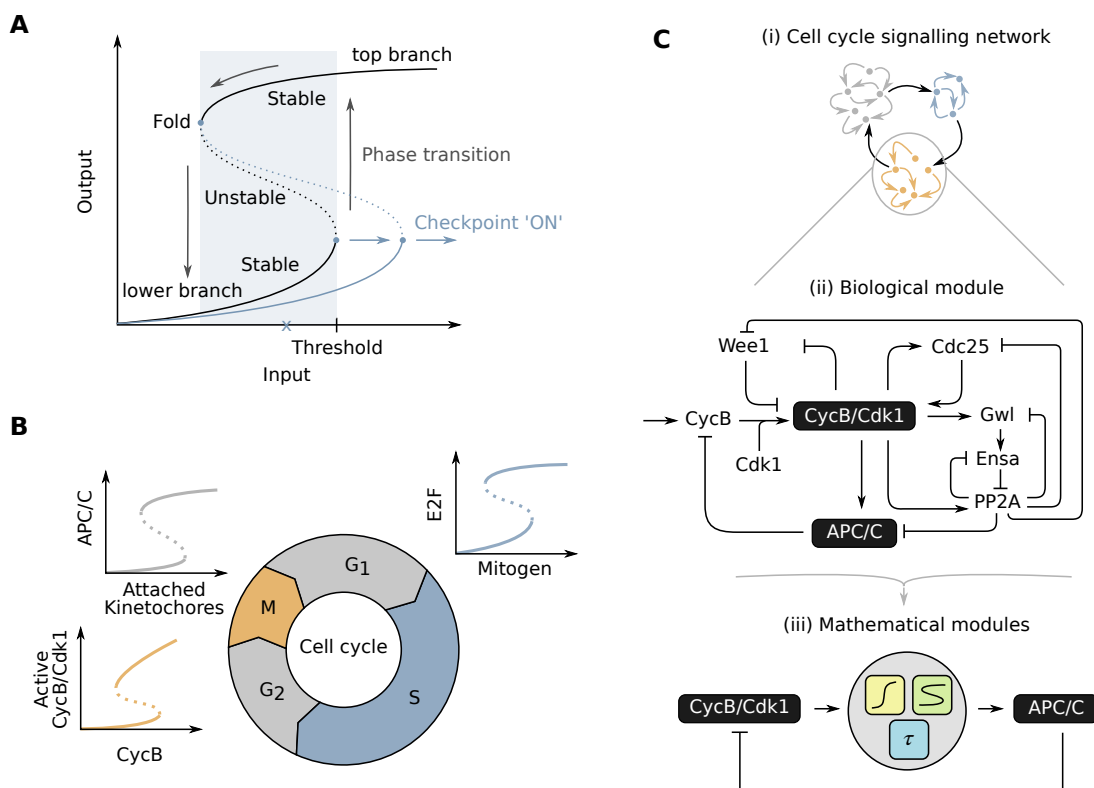 A
top branch
Stable
Fold
Phase transition
Output
Unstable
Checkpoint 'ON'
Stable
lower branch
x
Threshold
Input
B
APC/C
Attached
Kinetochores
E2F
Mitogen
Active
CycB/Cdk1
CycB
G1
M
Cell cycle
G2
S
C
(i) Cell cycle signalling network
(ii) Biological module
Wee1
Cdc25
CycB
CycB/Cdk1
Gwl
Cdk1
Ensa
PP2A
APC/C
(iii) Mathematical modules
CycB/Cdk1
τ
APC/C